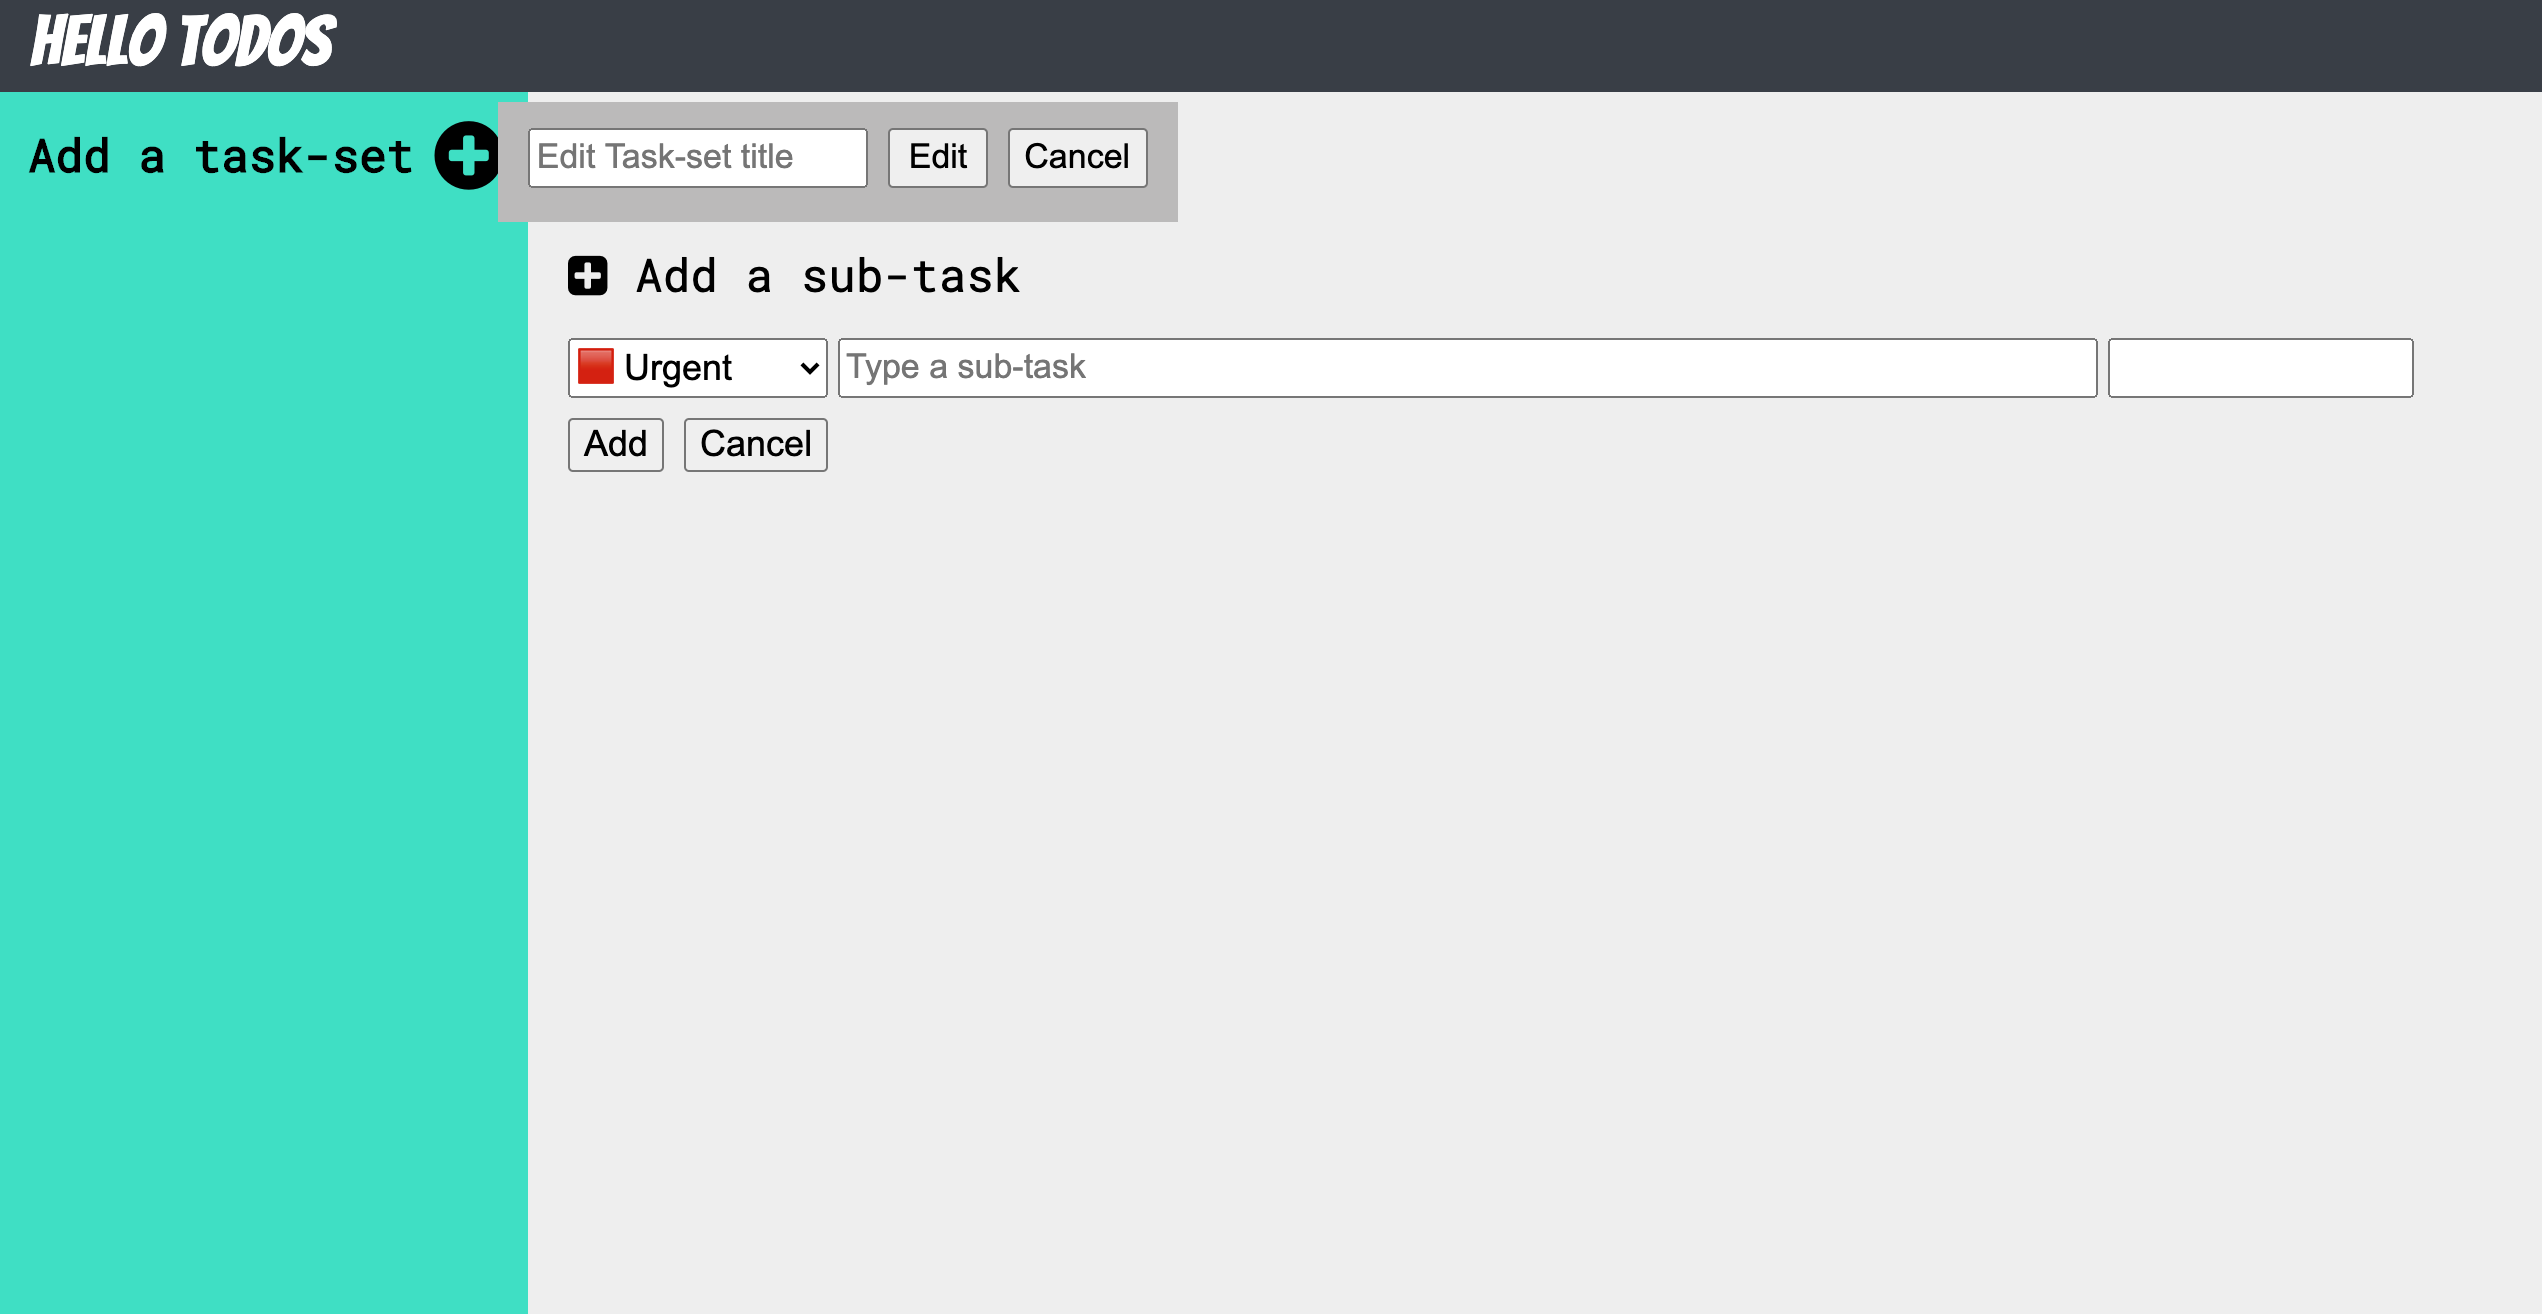 HELLO TODOS
Add a task-set
Edit Task-set title Edit Cancel
Add a sub-task
Urgent Type a sub-task
Add Cancel